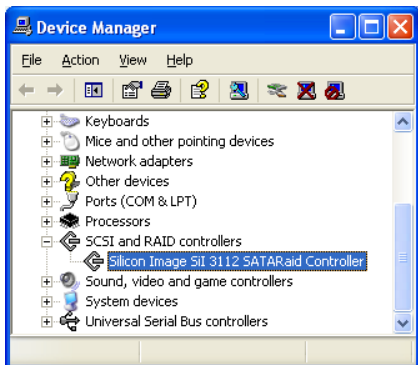 Device Manager
File Action View Help
Keyboards
Mice and other pointing devices
Network adapters
Other devices
Ports (COM & LPT)
Processors
SCSI and RAID controllers
Silicon Image SiI 3112 SATARaid Controller
Sound, video and game controllers
System devices
Universal Serial Bus controllers